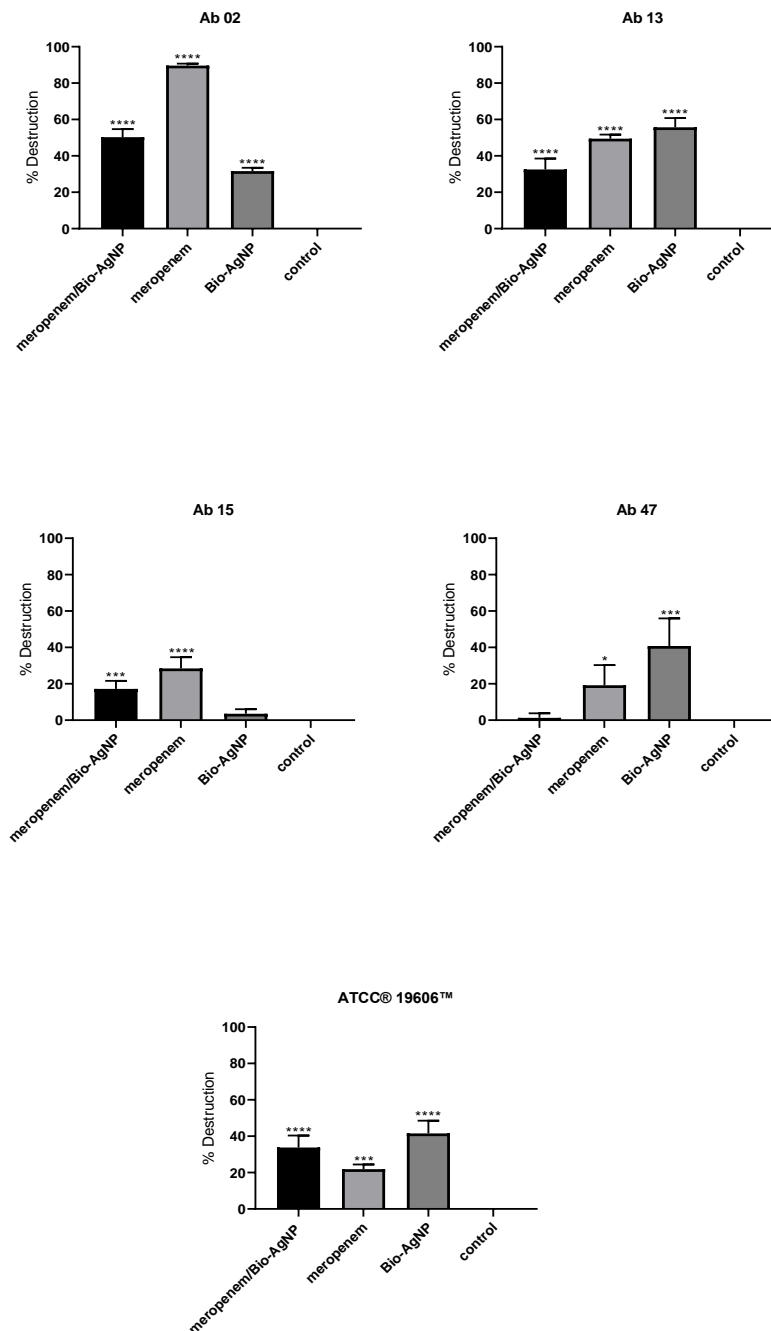 Ab 02
% Destruction
100
80
60
40
20
0
****
****
****
meropenem/Bio-AgNP
meropenem
Bio-AgNP
control
Ab 13
% Destruction
100
80
60
40
20
0
****
****
****
meropenem/Bio-AgNP
meropenem
Bio-AgNP
control
Ab 15
% Destruction
100
80
60
40
20
0
***
****
meropenem/Bio-AgNP
meropenem
Bio-AgNP
control
Ab 47
% Destruction
100
80
60
40
20
0
*
***
meropenem/Bio-AgNP
meropenem
Bio-AgNP
control
ATCC® 19606™
% Destruction
100
80
60
40
20
0
****
***
****
meropenem/Bio-AgNP
meropenem
Bio-AgNP
control